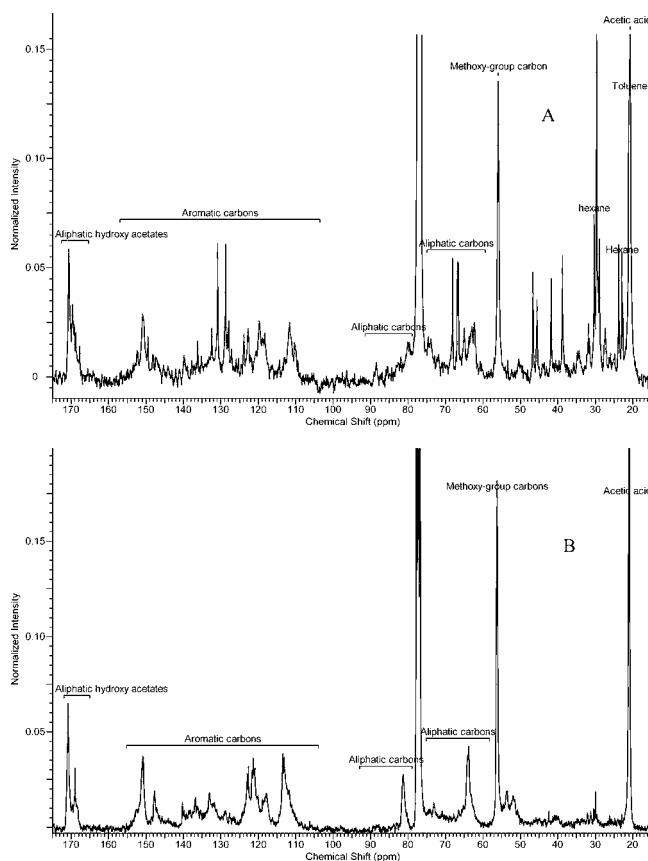 Acetic acid
0.15
Methoxy-group carbon
Toluene
A
0.10
Normalized Intensity
Aromatic carbons
hexane
Aliphatic hydroxy acetates
Aliphatic carbons
Hexane
0.05
Aliphatic carbons
0
170 160 150 140 130 120 110 100 90 80 70 60 50 40 30 20
Chemical Shift (ppm)
Methoxy-group carbons
Acetic acid
0.15
B
Normalized Intensity
0.10
Aliphatic hydroxy acetates
Aromatic carbons
Aliphatic carbons
Aliphatic carbons
0.05
0
170 160 150 140 130 120 110 100 90 80 70 60 50 40 30 20
Chemical Shift (ppm)